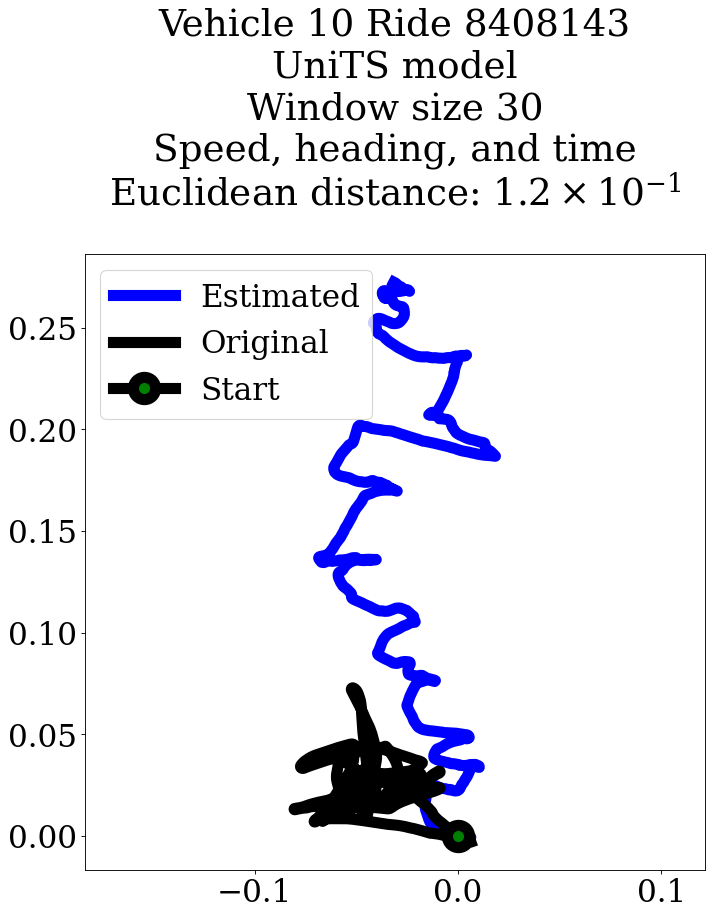 Vehicle 10 Ride 8408143
UniTS model
Window size 30
Speed, heading, and time
Euclidean distance: 1.2 × 10⁻¹
Estimated
Original
Start
0.25
0.20
0.15
0.10
0.05
0.00
−0.1
0.0
0.1